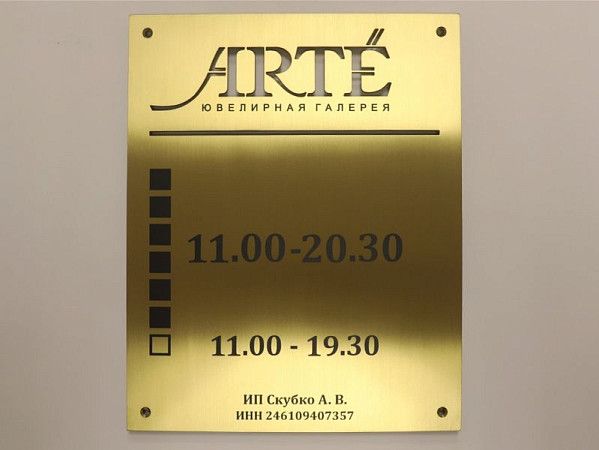 ARTÉ
ЮВЕЛИРНАЯ ГАЛЕРЕЯ
11.00-20.30
11.00 - 19.30
ИП Скубко А. В.
ИНН 246109407357